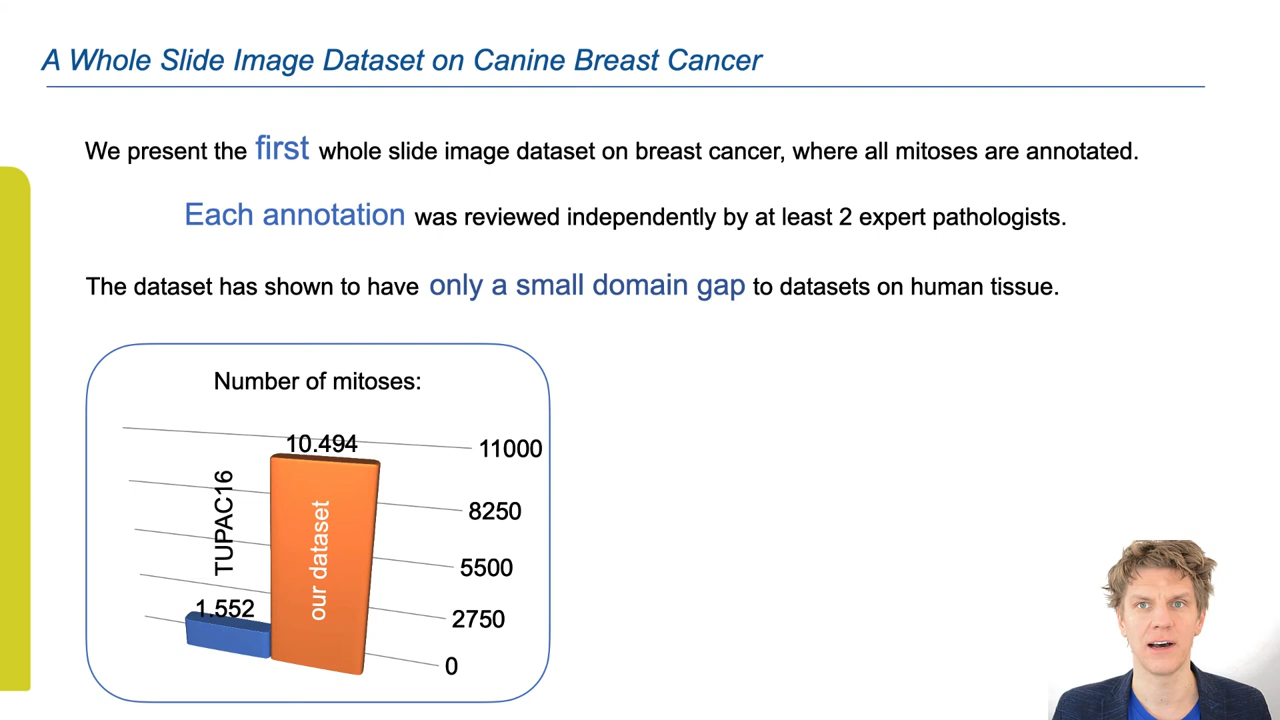 A Whole Slide Image Dataset on Canine Breast Cancer
We present the first whole slide image dataset on breast cancer, where all mitoses are annotated.
Each annotation was reviewed independently by at least 2 expert pathologists.
The dataset has shown to have only a small domain gap to datasets on human tissue.
Number of mitoses:
10.494
11000
TUPAC16
our dataset
8250
5500
1.552
2750
0